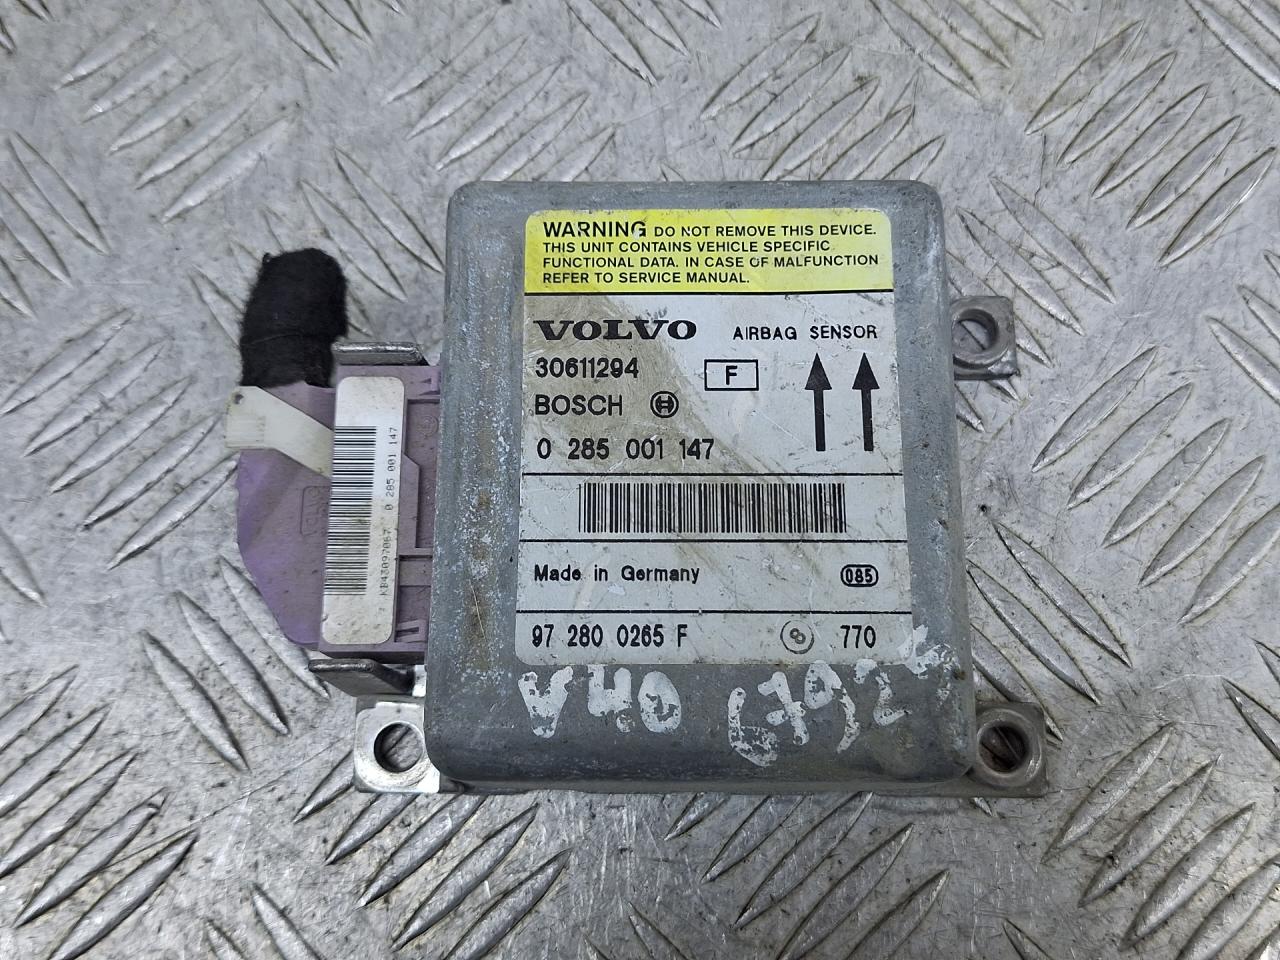 WARNING DO NOT REMOVE THIS DEVICE.
THIS UNIT CONTAINS VEHICLE SPECIFIC
FUNCTIONAL DATA. IN CASE OF MALFUNCTION
REFER TO SERVICE MANUAL.
VOLVO AIRBAG SENSOR
30611294 F
BOSCH
0 285 001 147
Made in Germany 085
97 280 0265 F 8 770
V40
0 285 001 147